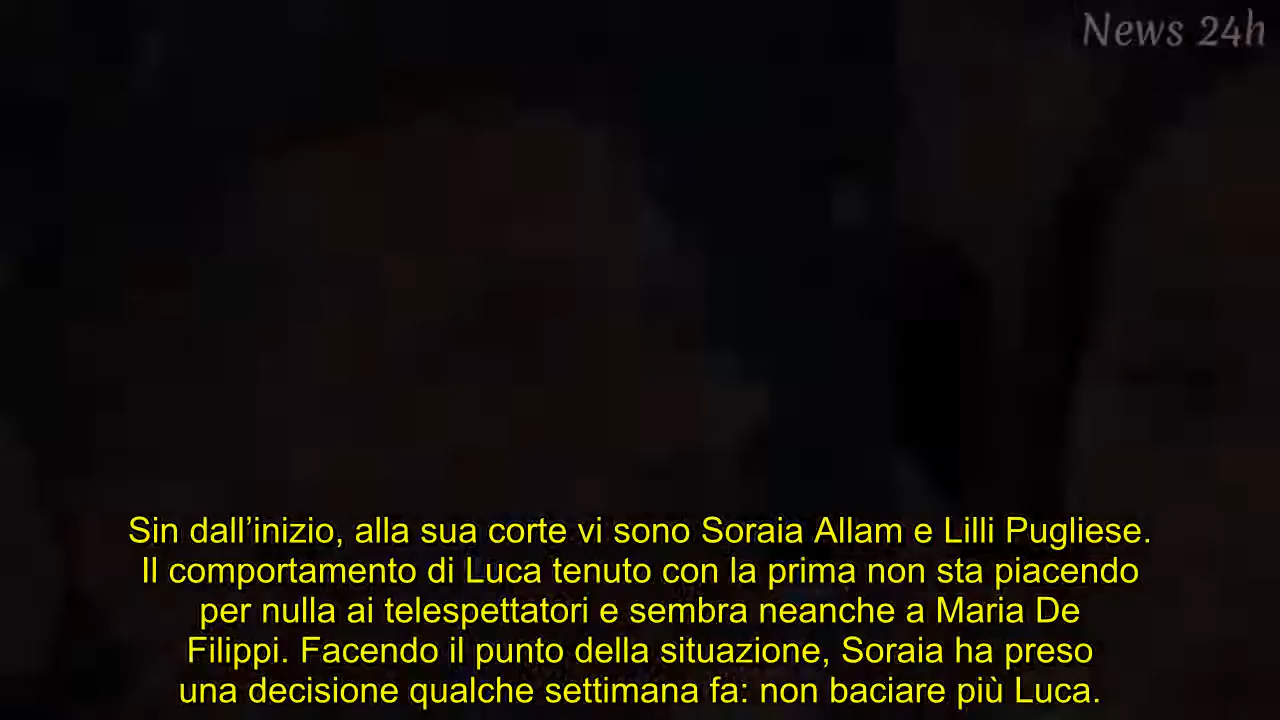 News 24h
Sin dall’inizio, alla sua corte vi sono Soraia Allam e Lilli Pugliese.
Il comportamento di Luca tenuto con la prima non sta piacendo
per nulla ai telespettatori e sembra neanche a Maria De
Filippi. Facendo il punto della situazione, Soraia ha preso
una decisione qualche settimana fa: non baciare più Luca.